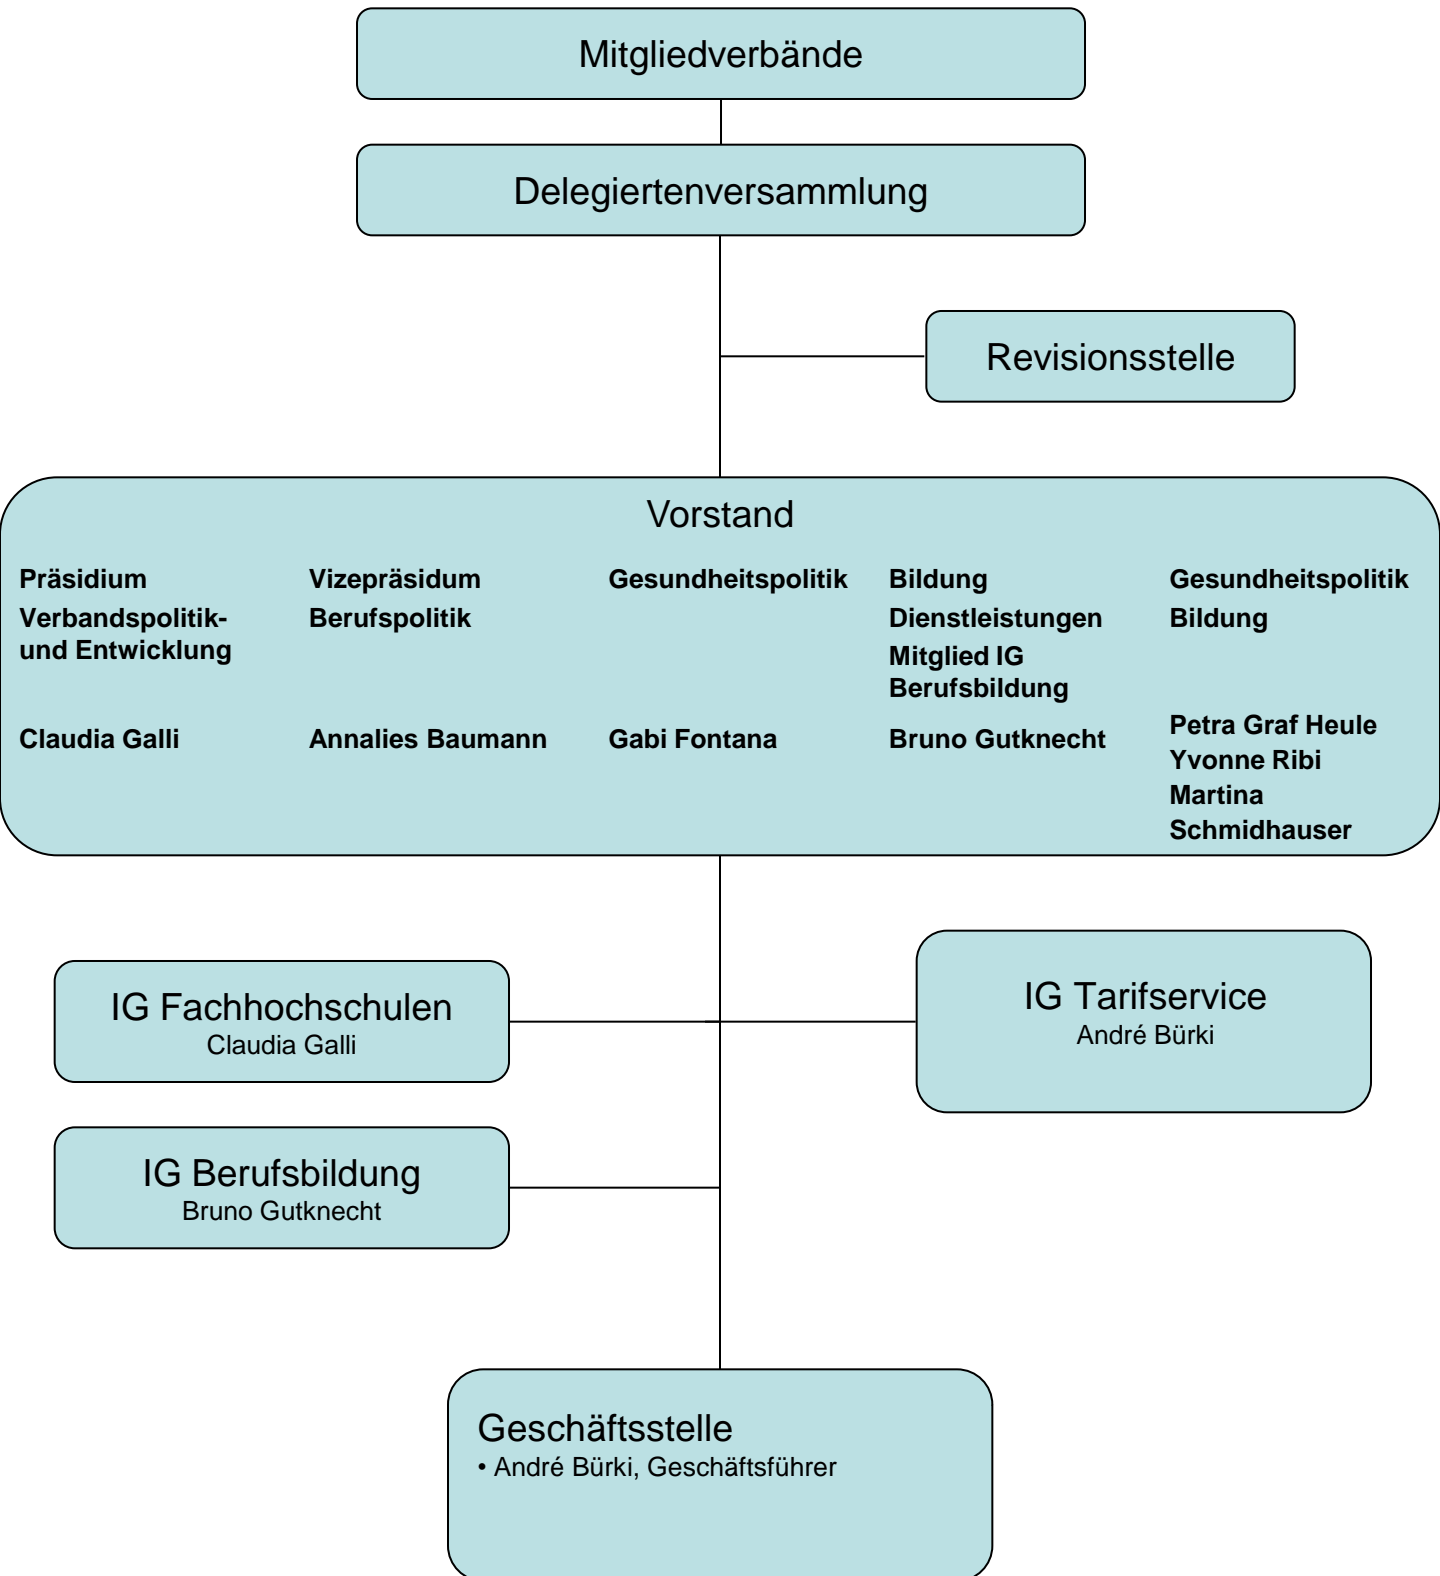 Mitgliedverbände
Delegiertenversammlung
Revisionsstelle
Vorstand
Präsidium
Verbandspolitik-
und Entwicklung
Claudia Galli
Vizepräsidum
Berufspolitik
Annalies Baumann
Gesundheitspolitik
Gabi Fontana
Bildung
Dienstleistungen
Mitglied IG
Berufsbildung
Bruno Gutknecht
Gesundheitspolitik
Bildung
Petra Graf Heule
Yvonne Ribi
Martina
Schmidhauser
IG Fachhochschulen
Claudia Galli
IG Tarifservice
André Bürki
IG Berufsbildung
Bruno Gutknecht
Geschäftsstelle
• André Bürki, Geschäftsführer